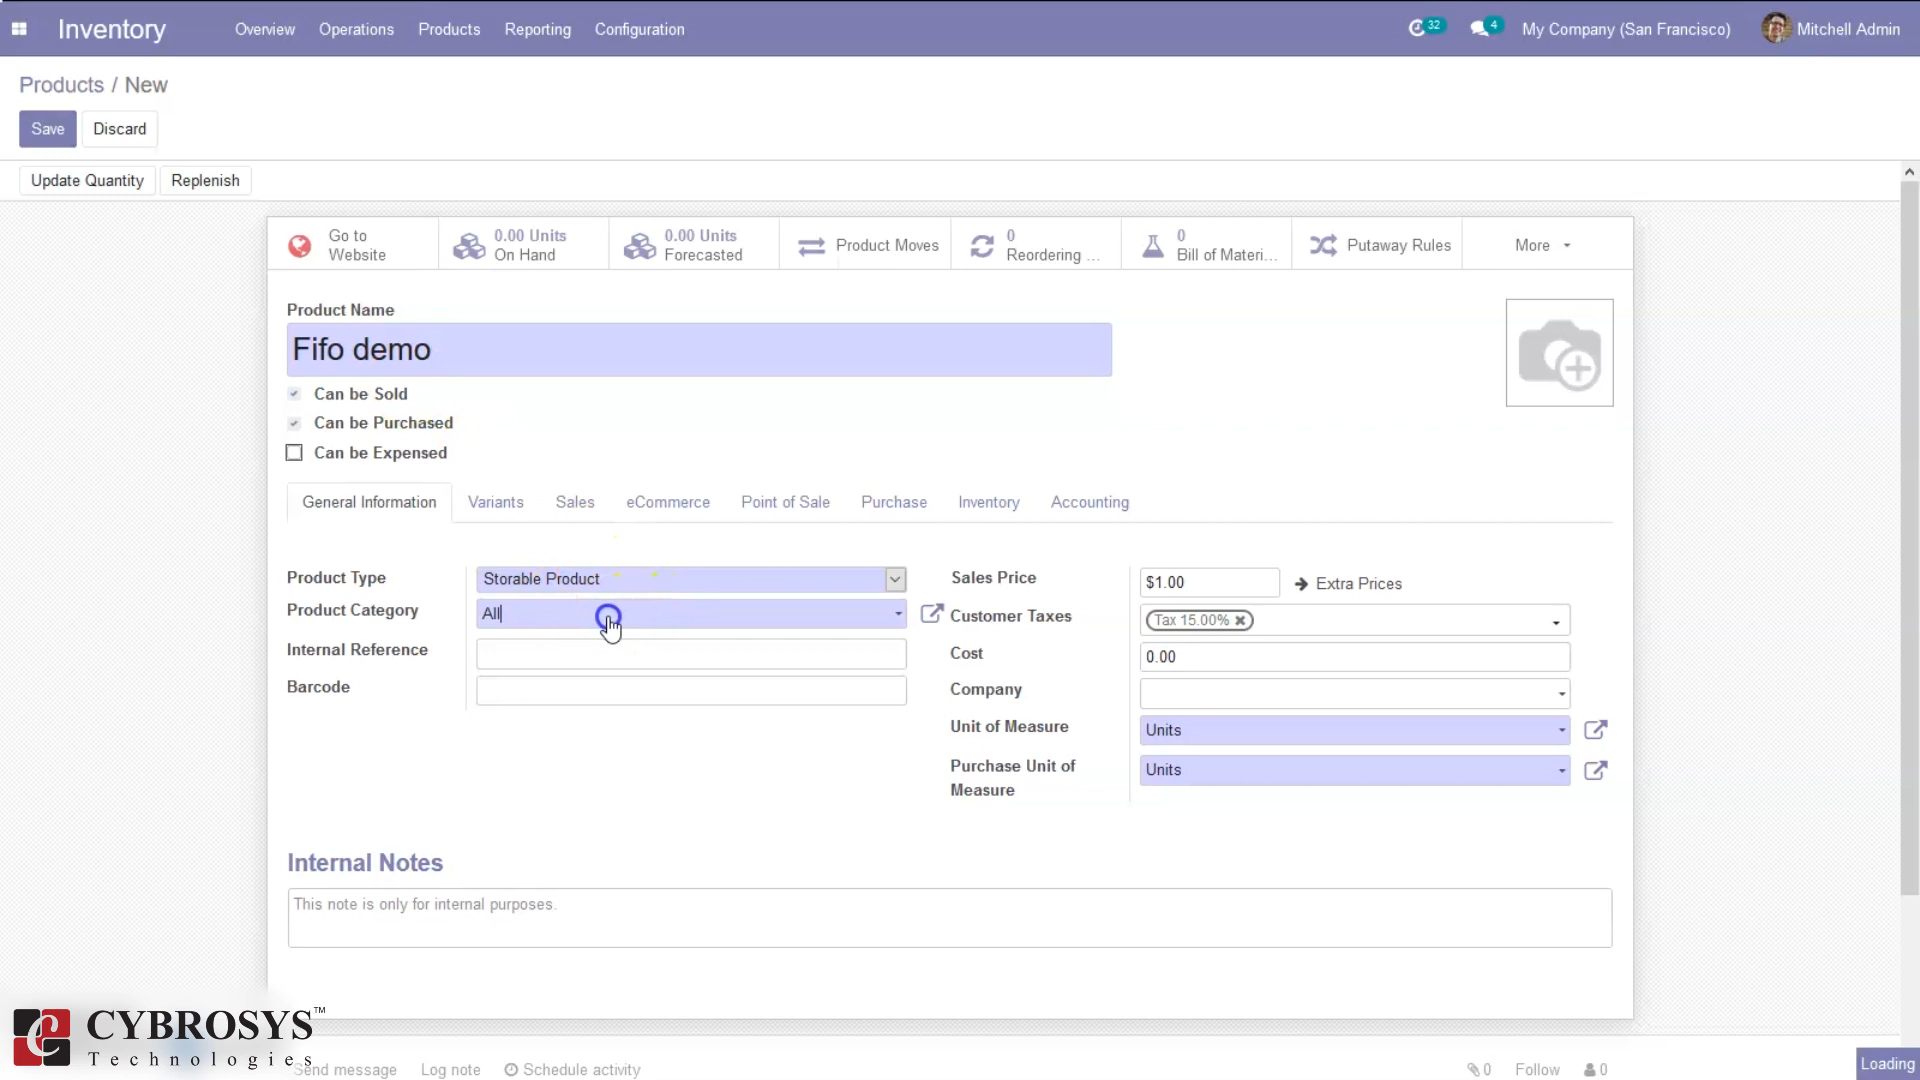 Inventory Overview Operations Products Reporting Configuration 32 4 My Company (San Francisco) Mitchell Admin
Products / New
Save Discard
Update Quantity Replenish
Go to
Website
0.00 Units
On Hand
0.00 Units
Forecasted
Product Moves
0
Reordering ...
0
Bill of Materi...
Putaway Rules
More
Product Name
Fifo demo
Can be Sold
Can be Purchased
Can be Expensed
General Information Variants Sales eCommerce Point of Sale Purchase Inventory Accounting
Product Type Storable Product
Product Category All
Internal Reference
Barcode
Sales Price $1.00 Extra Prices
Customer Taxes Tax 15.00%
Cost 0.00
Company
Unit of Measure Units
Purchase Unit of
Measure
Units
Internal Notes
This note is only for internal purposes.
CYBROSYS™
Technologies
Send message Log note Schedule activity 0 Follow 0
Loading